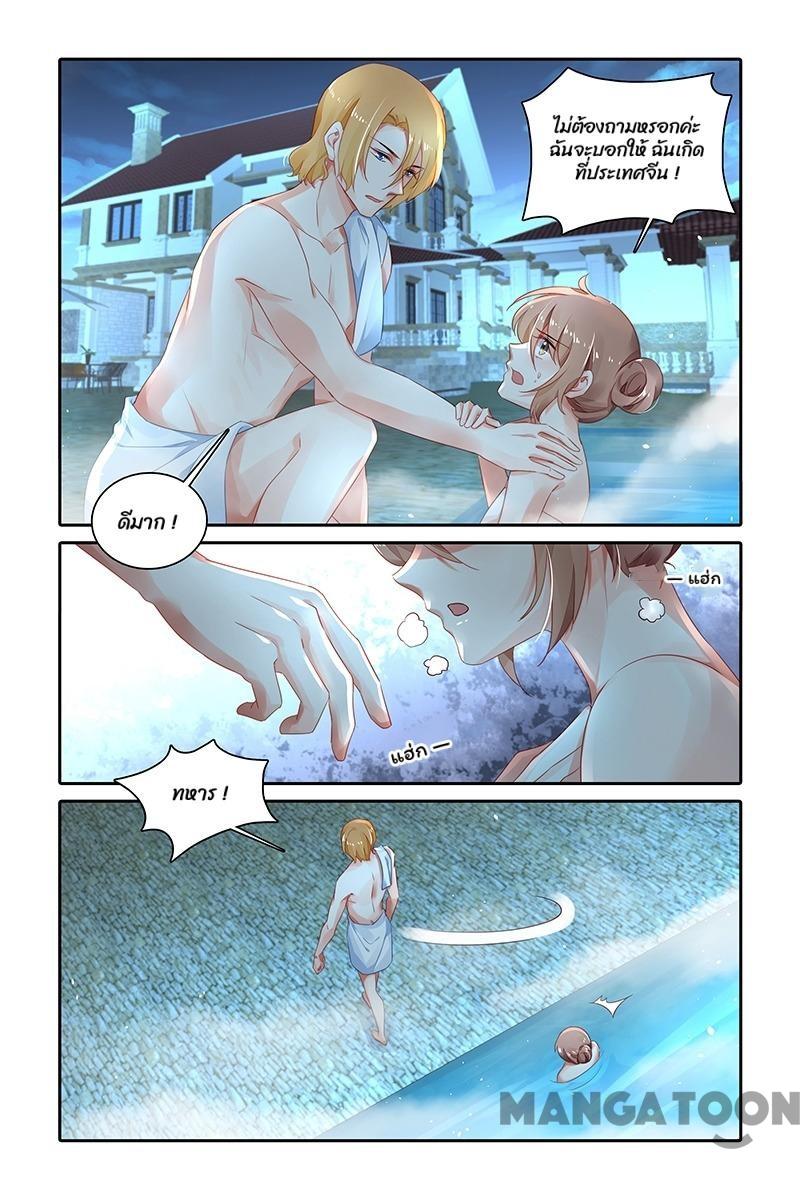 ไม่ต้องถามหรอกค่ะ
ฉันจะบอกให้ ฉันเกิด
ที่ประเทศจีน !
ดีมาก !
— แฮ่ก
แฮ่ก —
ทหาร !
MANGATOON